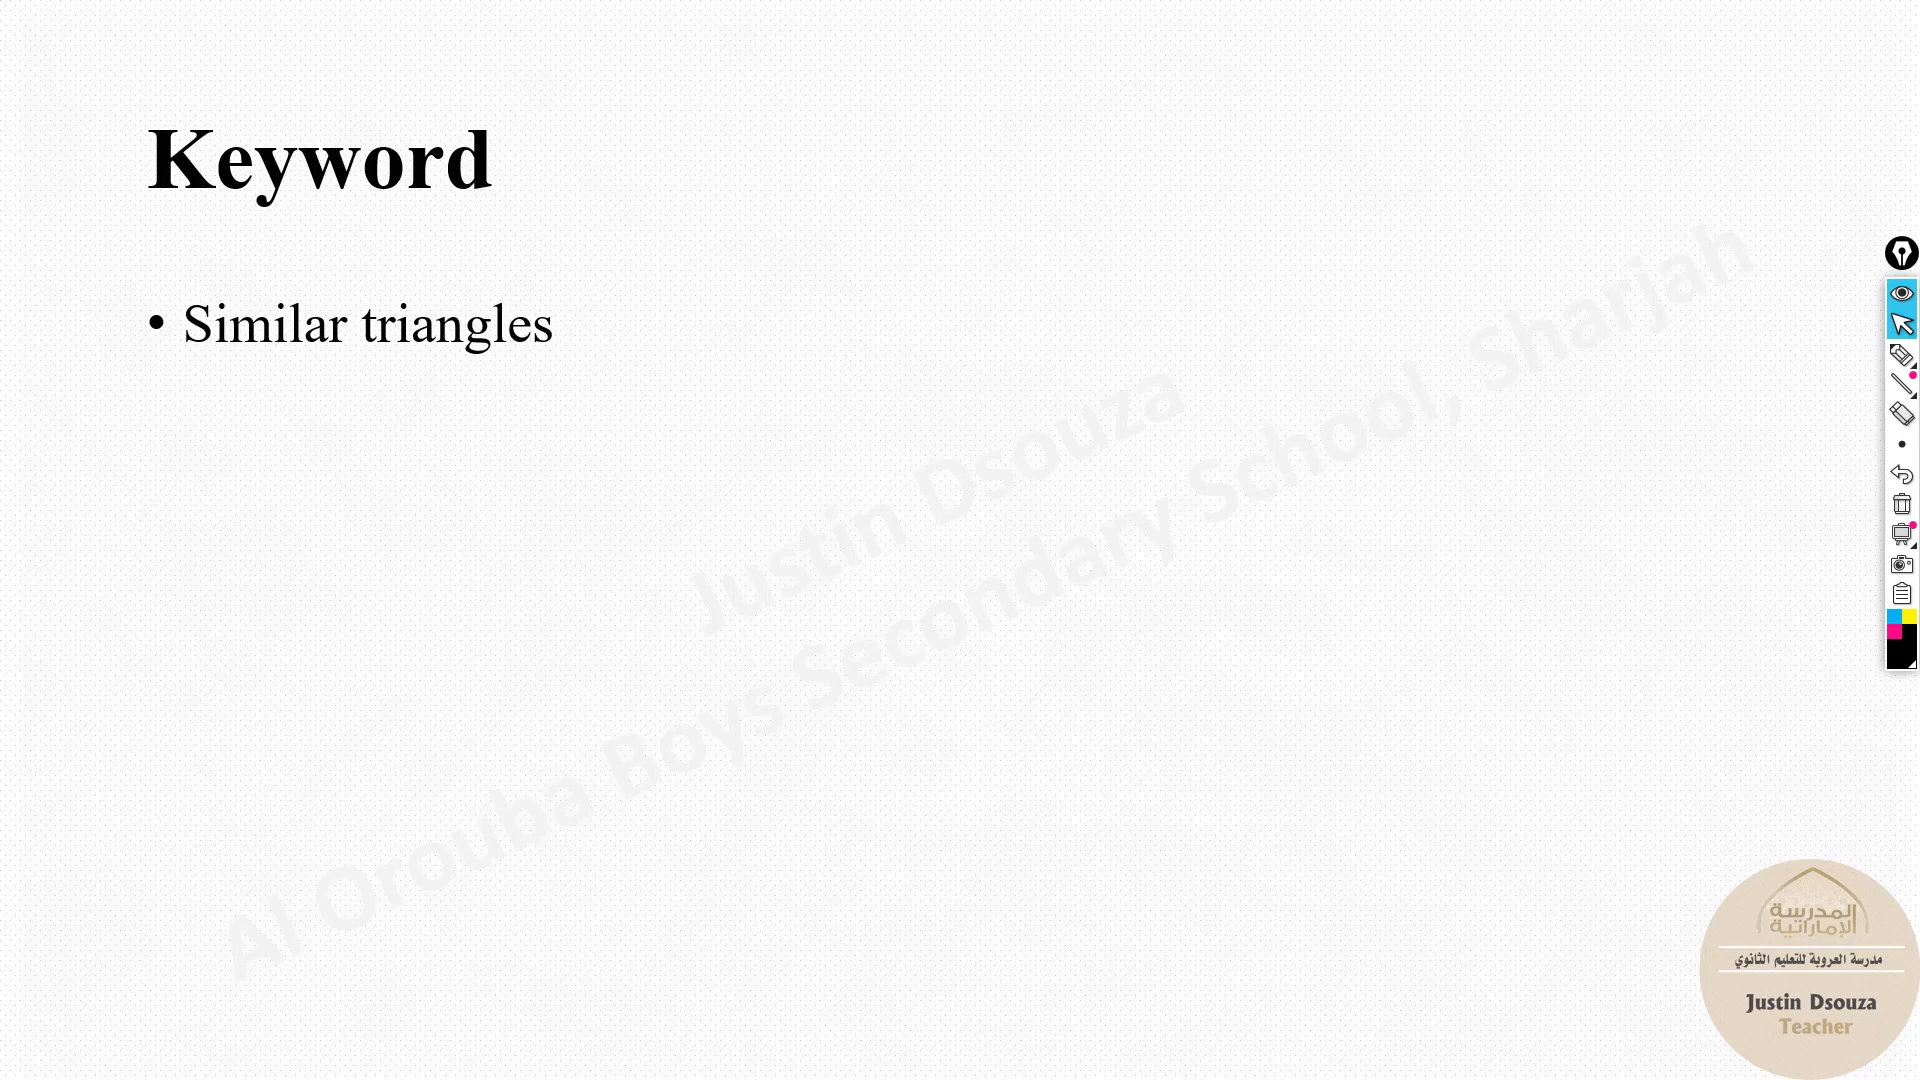 Keyword
• Similar triangles
Justin Dsouza
Al Orouba Boys Secondary School, Sharjah
المدرسة
الإماراتية
مدرسة العروبة للتعليم الثانوي
Justin Dsouza
Teacher